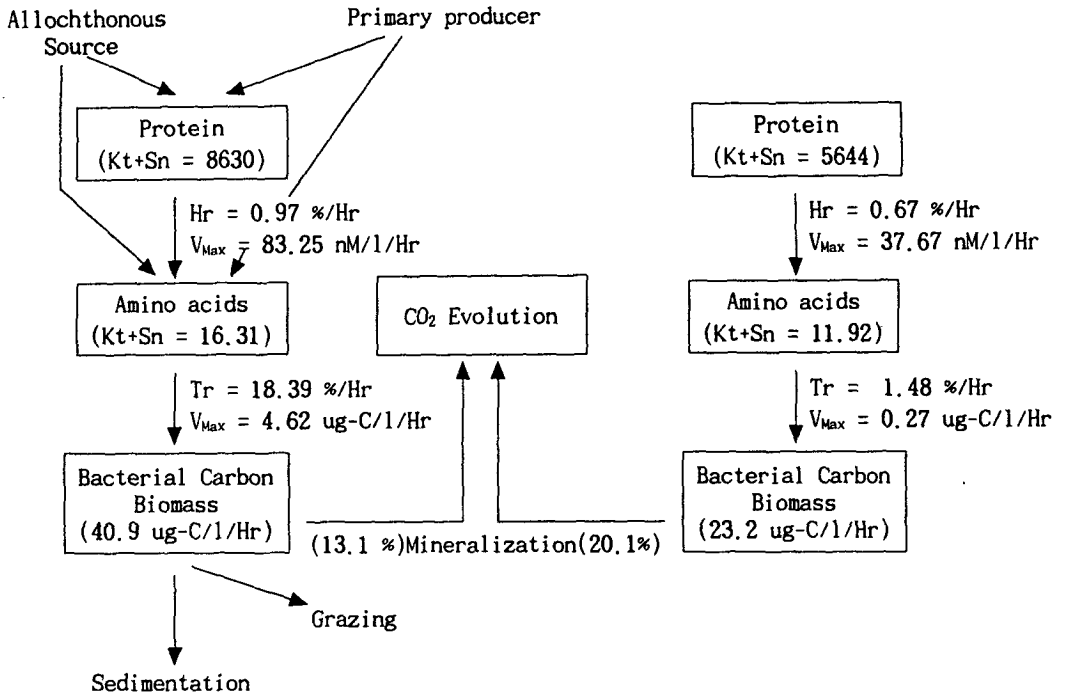 Allochthonous
Source
Primary producer
Protein
(Kt+Sn = 8630)
Hr = 0.97 %/Hr
VMax = 83.25 nM/l/Hr
Amino acids
(Kt+Sn = 16.31)
Tr = 18.39 %/Hr
VMax = 4.62 ug-C/l/Hr
Bacterial Carbon
Biomass
(40.9 ug-C/l/Hr)
Grazing
Sedimentation
CO₂ Evolution
(13.1 %)Mineralization(20.1%)
Protein
(Kt+Sn = 5644)
Hr = 0.67 %/Hr
VMax = 37.67 nM/l/Hr
Amino acids
(Kt+Sn = 11.92)
Tr = 1.48 %/Hr
VMax = 0.27 ug-C/l/Hr
Bacterial Carbon
Biomass
(23.2 ug-C/l/Hr)